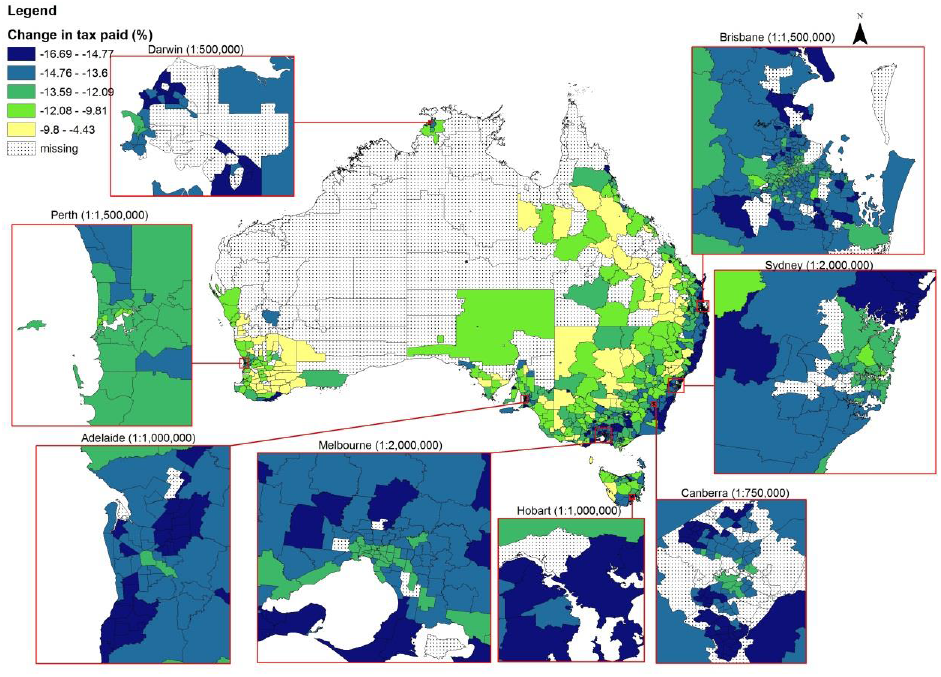 Legend
Change in tax paid (%)
-16.69 - -14.77
-14.76 - -13.6
-13.59 - -12.09
-12.08 - -9.81
-9.8 - -4.43
missing
Darwin (1:500,000)
N
Brisbane (1:1,500,000)
Perth (1:1,500,000)
Sydney (1:2,000,000)
Adelaide (1:1,000,000)
Melbourne (1:2,000,000)
Canberra (1:750,000)
Hobart (1:1,000,000)